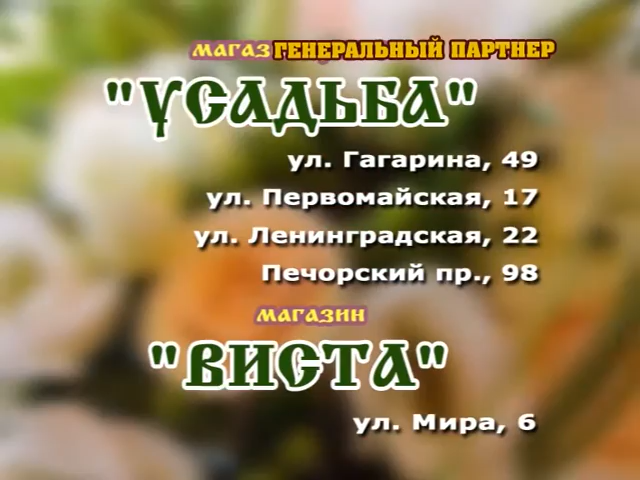 МАГАЗ ГЕНЕРАЛЬНЫЙ ПАРТНЕР
"УСАДЬБА"
ул. Гагарина, 49
ул. Первомайская, 17
ул. Ленинградская, 22
Печорский пр., 98
МАГАЗИН
"ВИСТА"
ул. Мира, 6